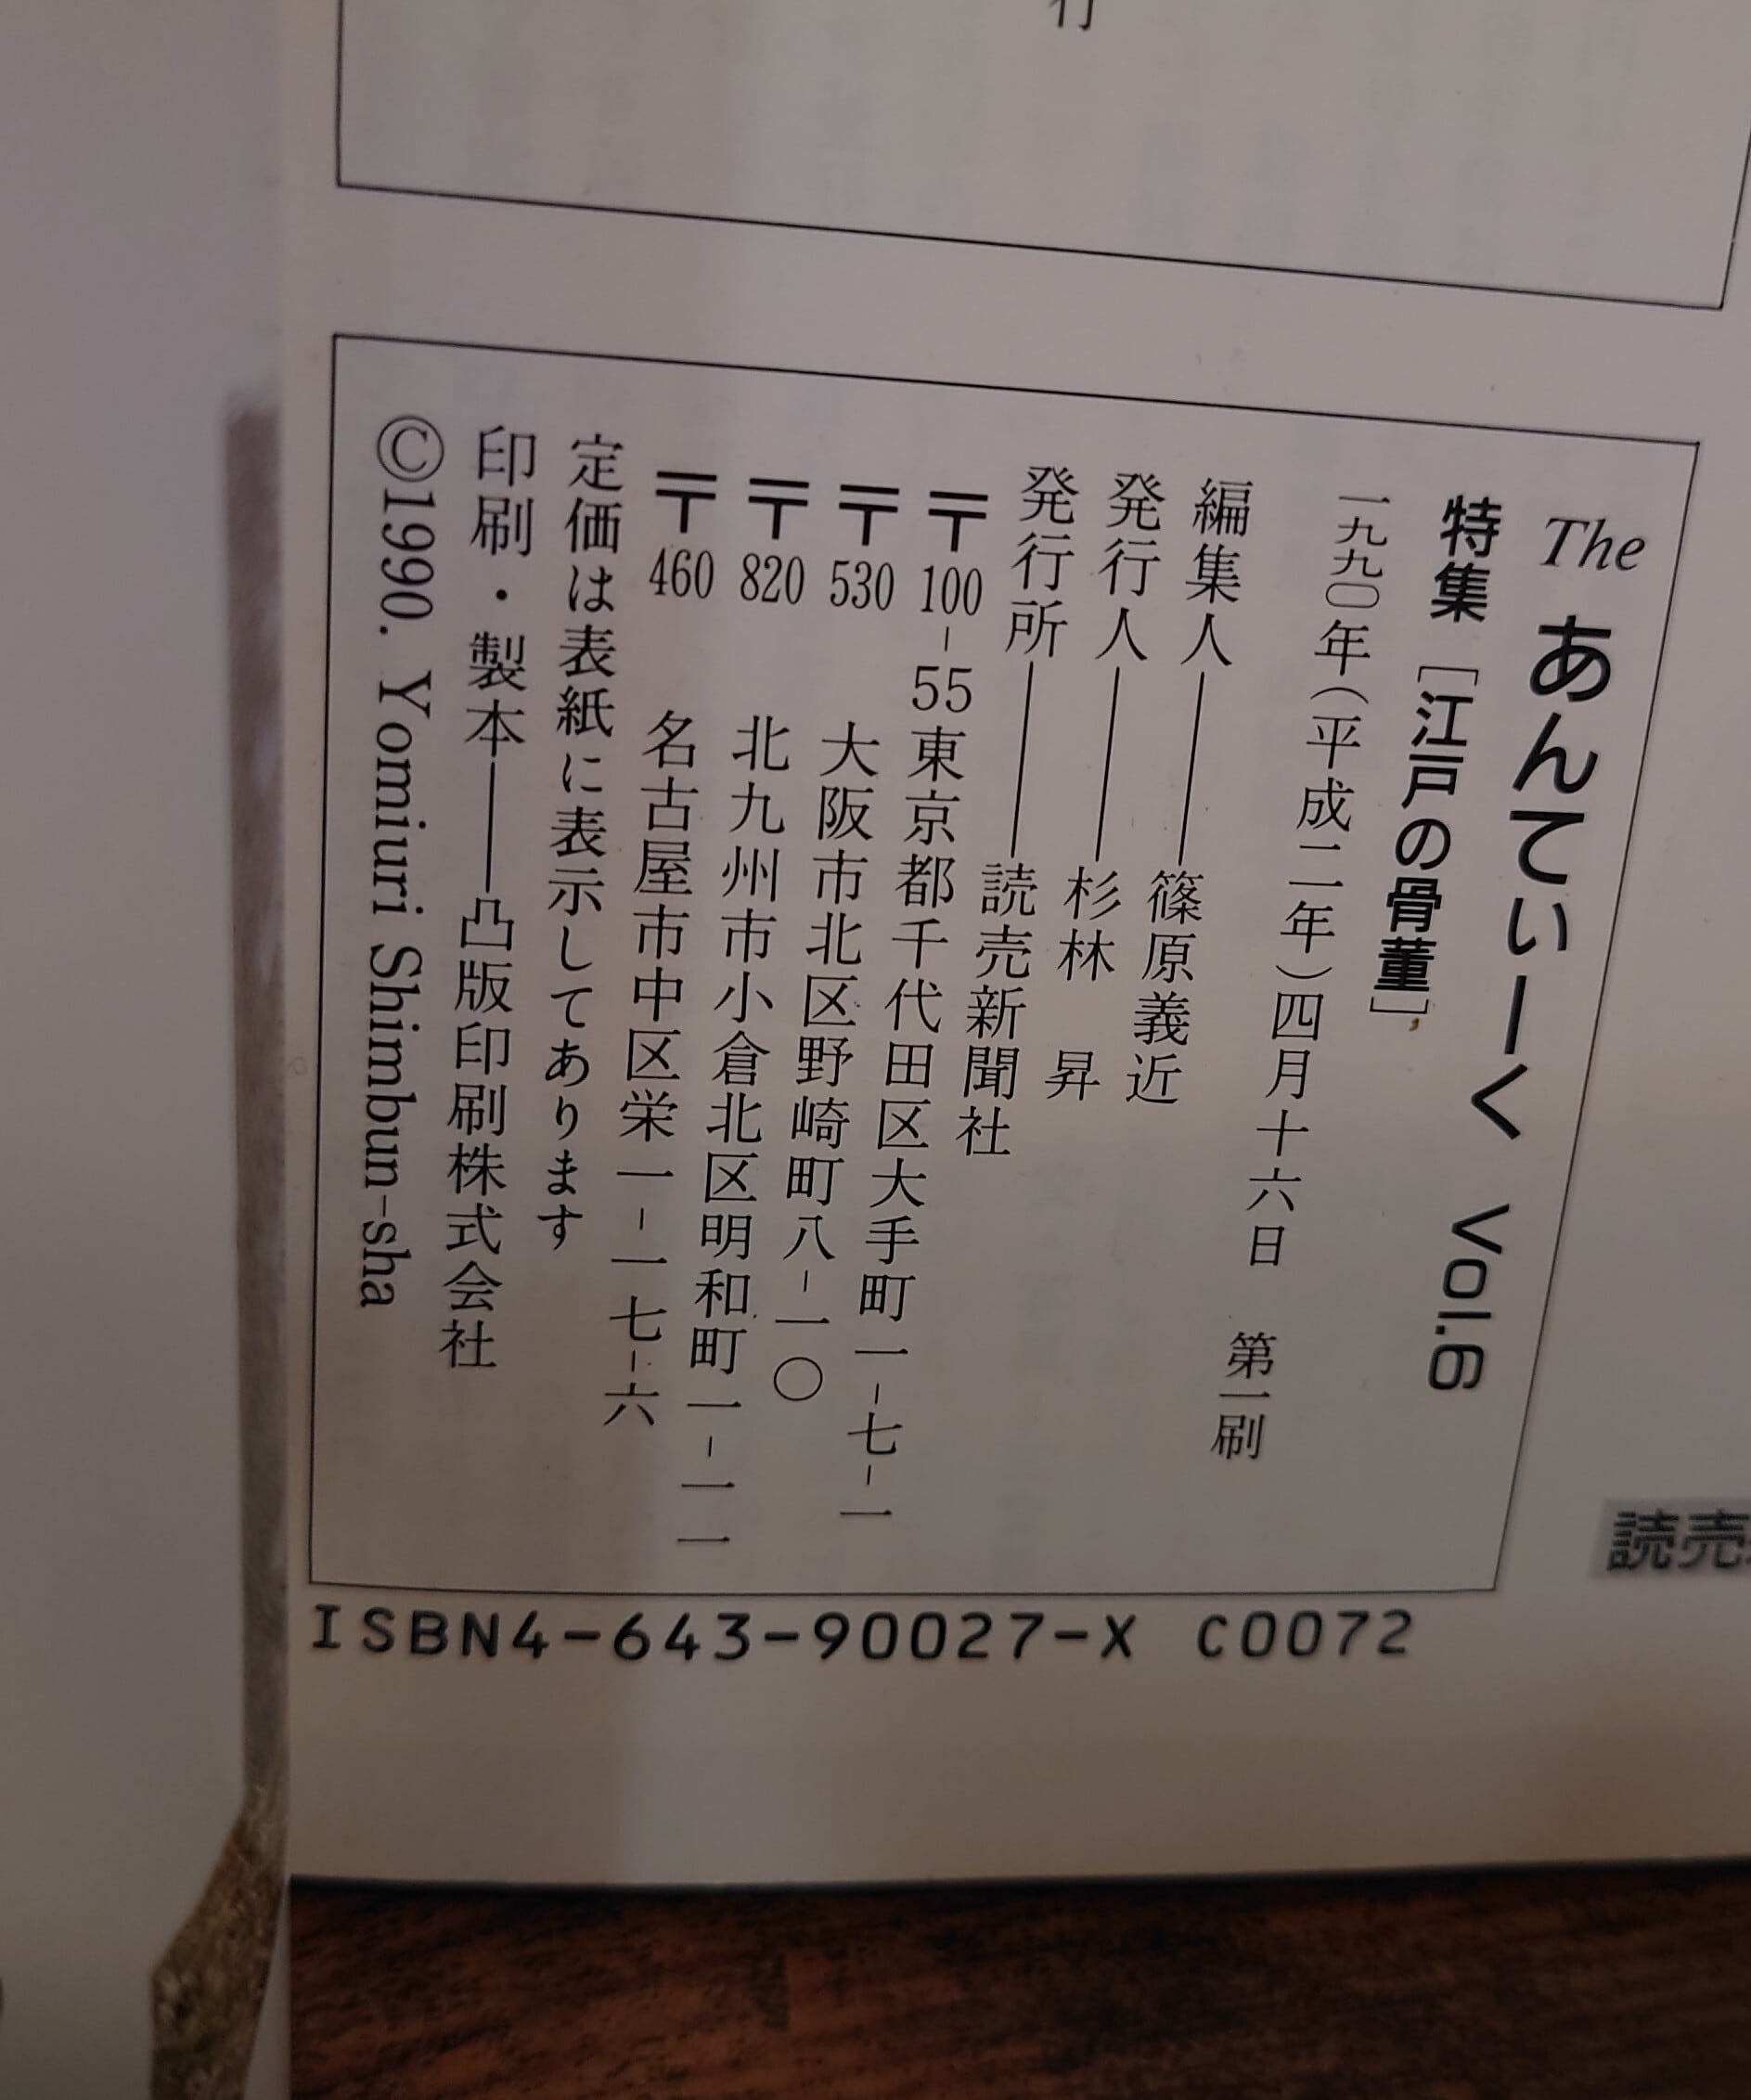 行
The あんてぃーく Vol.6
特集［江戸の骨董］
一九九〇年（平成二年）四月十六日 第一刷
編集人―――篠原義近
発行人―――杉林 昇
発行所―――読売新聞社
〒100-55東京都千代田区大手町一-七-一
〒530 大阪市北区野崎町八-一〇
〒820 北九州市小倉北区明和町一-一一
〒460 名古屋市中区栄一-一七-六
定価は表紙に表示してあります
印刷・製本―――凸版印刷株式会社
©1990. Yomiuri Shimbun-sha
ISBN4-643-90027-X C0072
読売